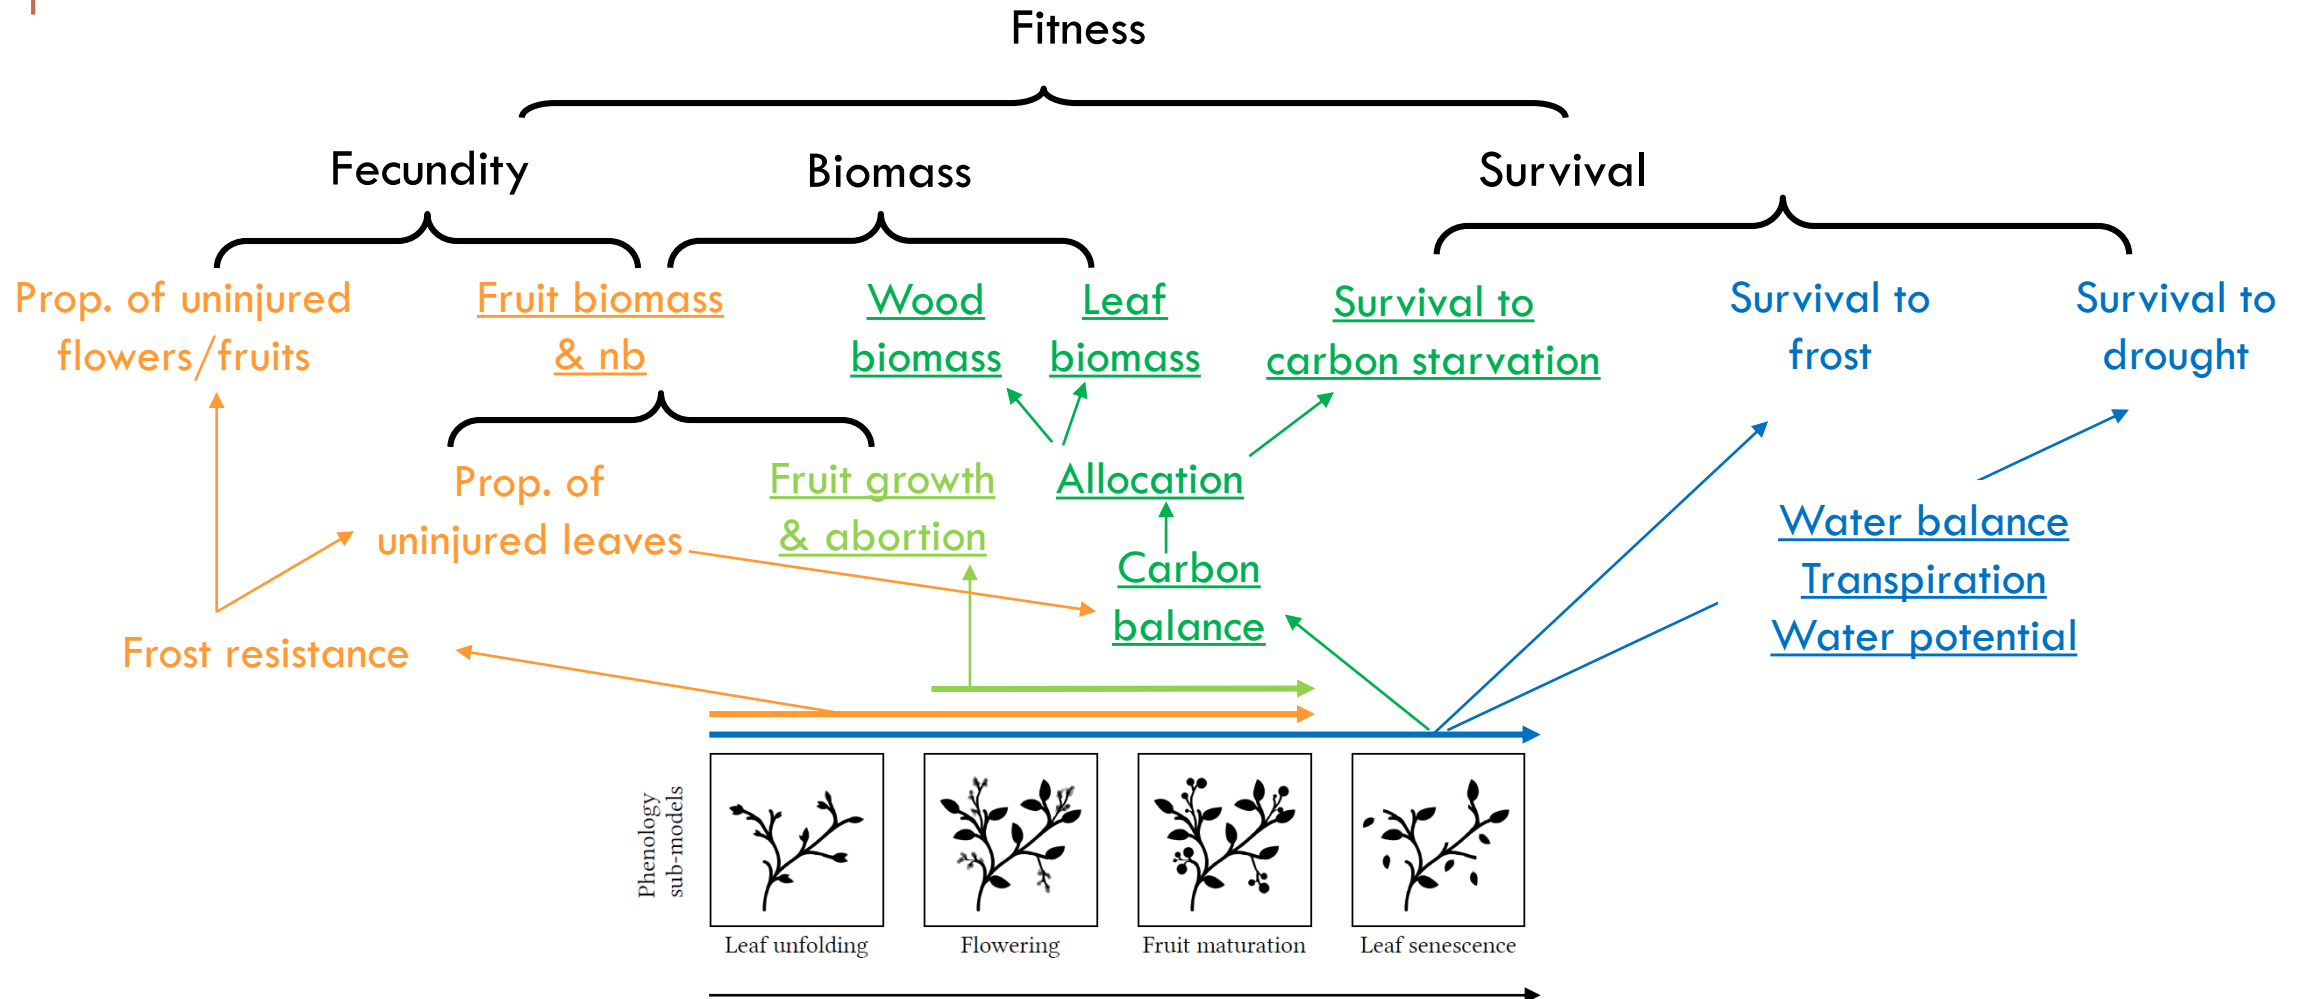 Fitness
Fecundity
Biomass
Survival
Prop. of uninjured
flowers/fruits
Fruit biomass
& nb
Wood
biomass
Leaf
biomass
Survival to
carbon starvation
Survival to
frost
Survival to
drought
Prop. of
uninjured leaves
Fruit growth
& abortion
Allocation
Carbon
balance
Water balance
Transpiration
Water potential
Frost resistance
Phenology
sub-models
Leaf unfolding
Flowering
Fruit maturation
Leaf senescence